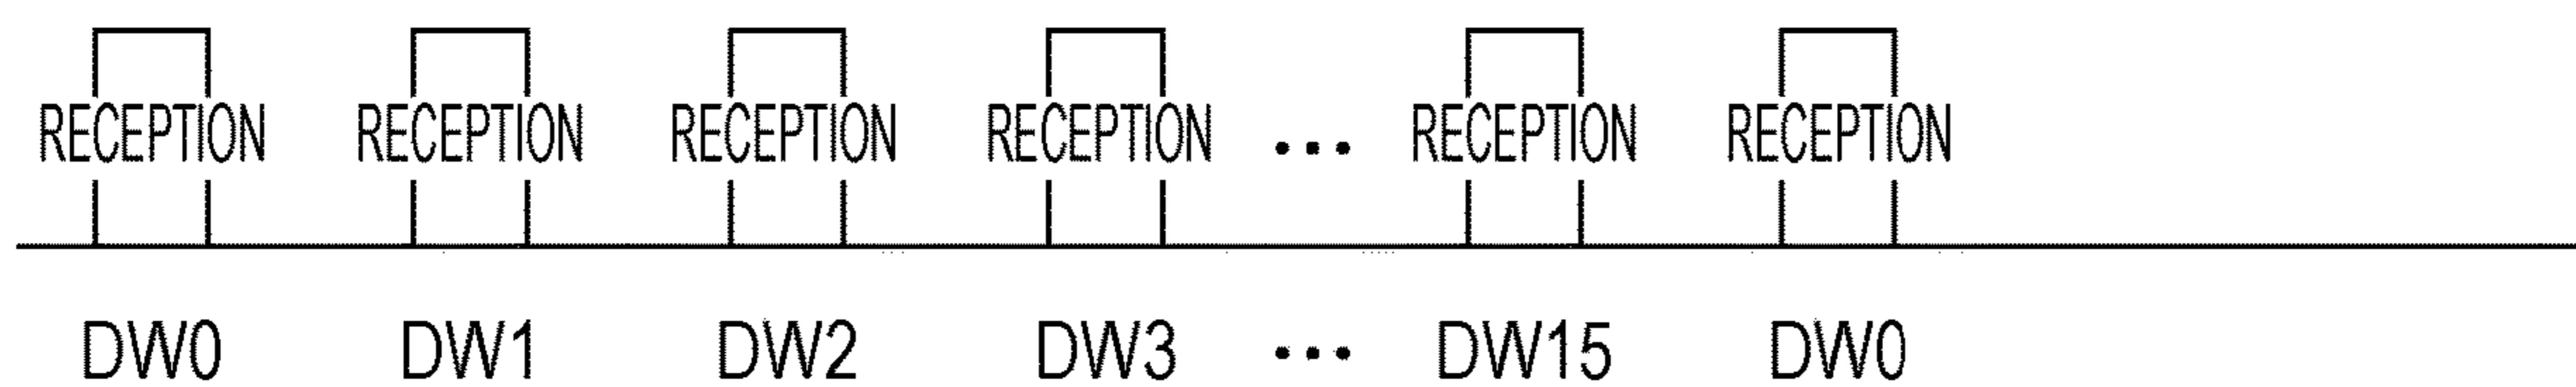 RECEPTION RECEPTION RECEPTION RECEPTION ... RECEPTION RECEPTION
DW0 DW1 DW2 DW3 ... DW15 DW0